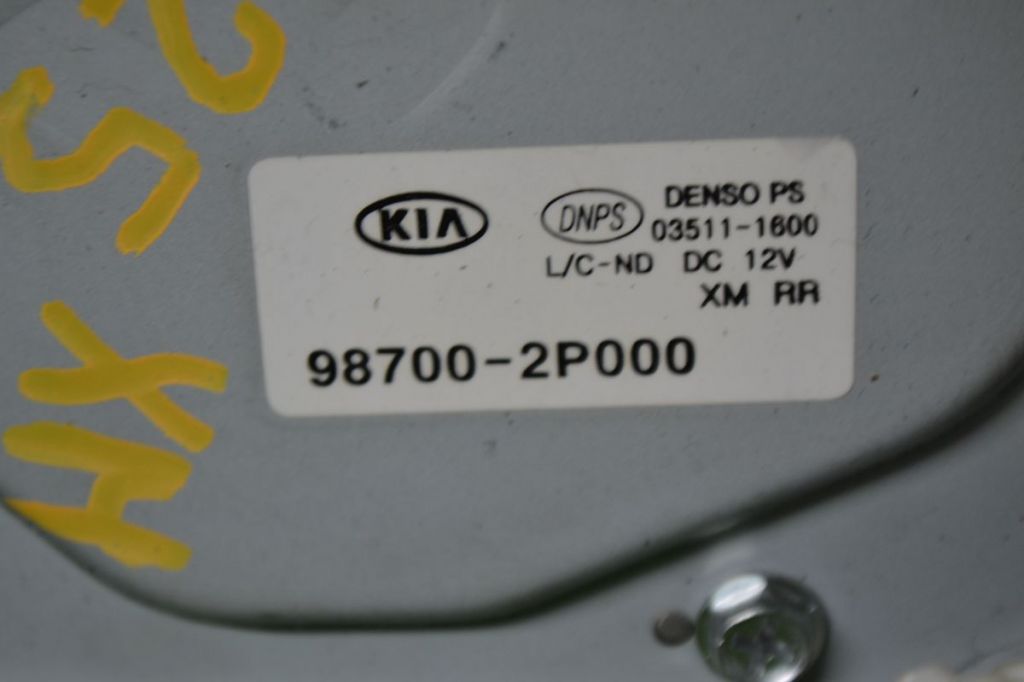 KIA
DNPS
DENSO PS
03511-1600
L/C-ND DC 12V
XM RR
98700-2P000